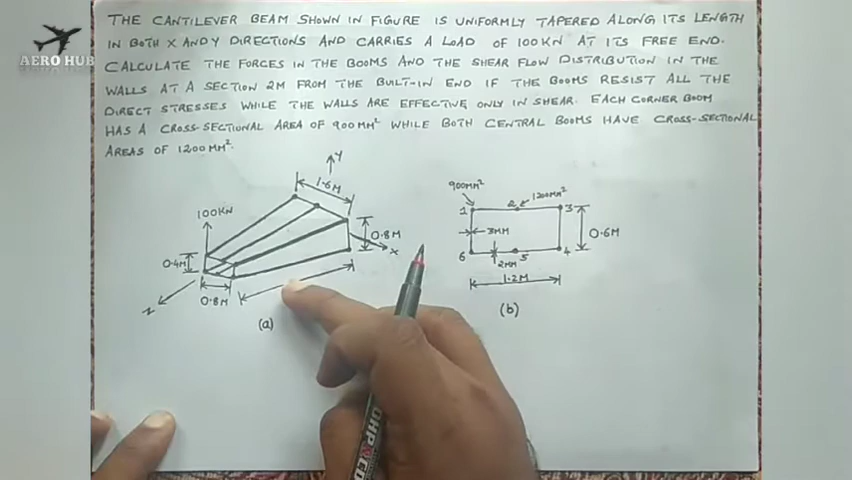 THE CANTILEVER BEAM SHOWN IN FIGURE IS UNIFORMLY TAPERED ALONG ITS LENGTH
IN BOTH X AND Y DIRECTIONS AND CARRIES A LOAD OF 100KN AT ITS FREE END.
CALCULATE THE FORCES IN THE BOOMS AND THE SHEAR FLOW DISTRIBUTION IN THE
WALLS AT A SECTION 2M FROM THE BUILT-IN END IF THE BOOMS RESIST ALL THE
DIRECT STRESSES WHILE THE WALLS ARE EFFECTIVE ONLY IN SHEAR. EACH CORNER BOOM
HAS A CROSS-SECTIONAL AREA OF 900MM² WHILE BOTH CENTRAL BOOMS HAVE CROSS-SECTIONAL
AREAS OF 1200MM².
AERO HUB
Y
1.6M
100KN
0.8M
X
0.4M
0.8M
Z
(a)
900MM²
1200MM²
1 2 3
3MM
0.6M
6 5 4
2MM
1.2M
(b)
OHP